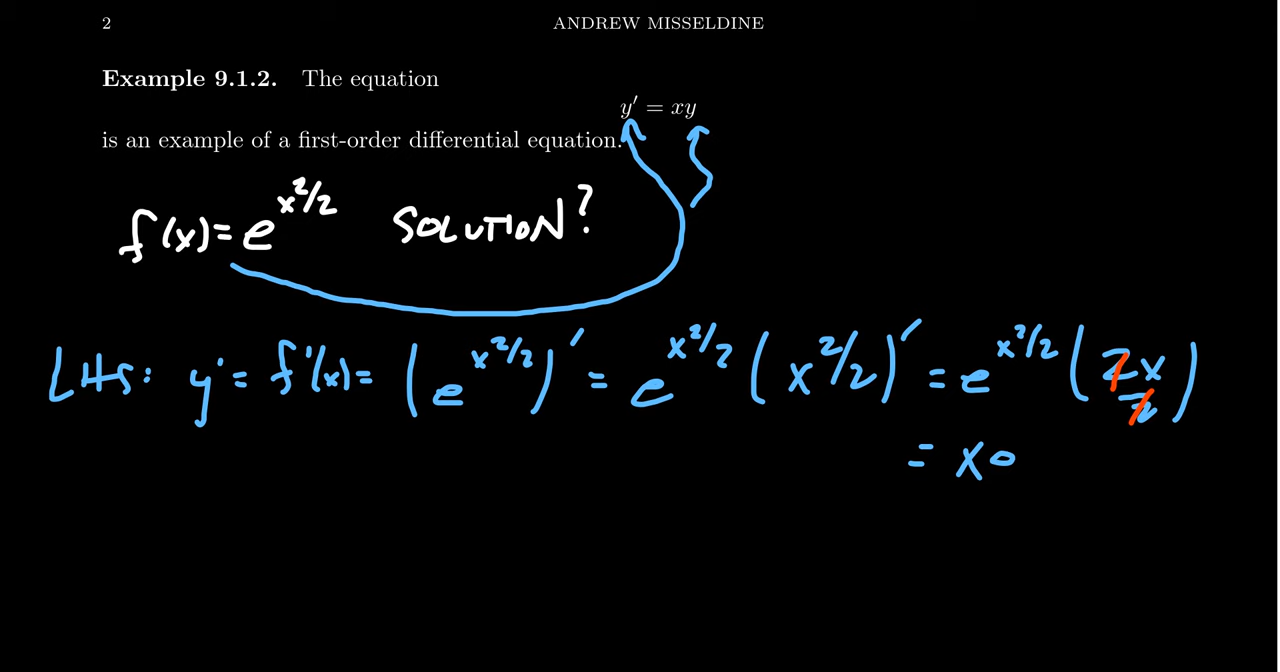 2 ANDREW MISSELDINE
Example 9.1.2. The equation
y′ = xy
is an example of a first-order differential equation.
f(x) = e^{x²/2} SOLUTION?
LHS: y' = f'(x) = (e^{x²/2})′ = e^{x²/2} (x²/2)′ = e^{x²/2} (2x/2)
= x